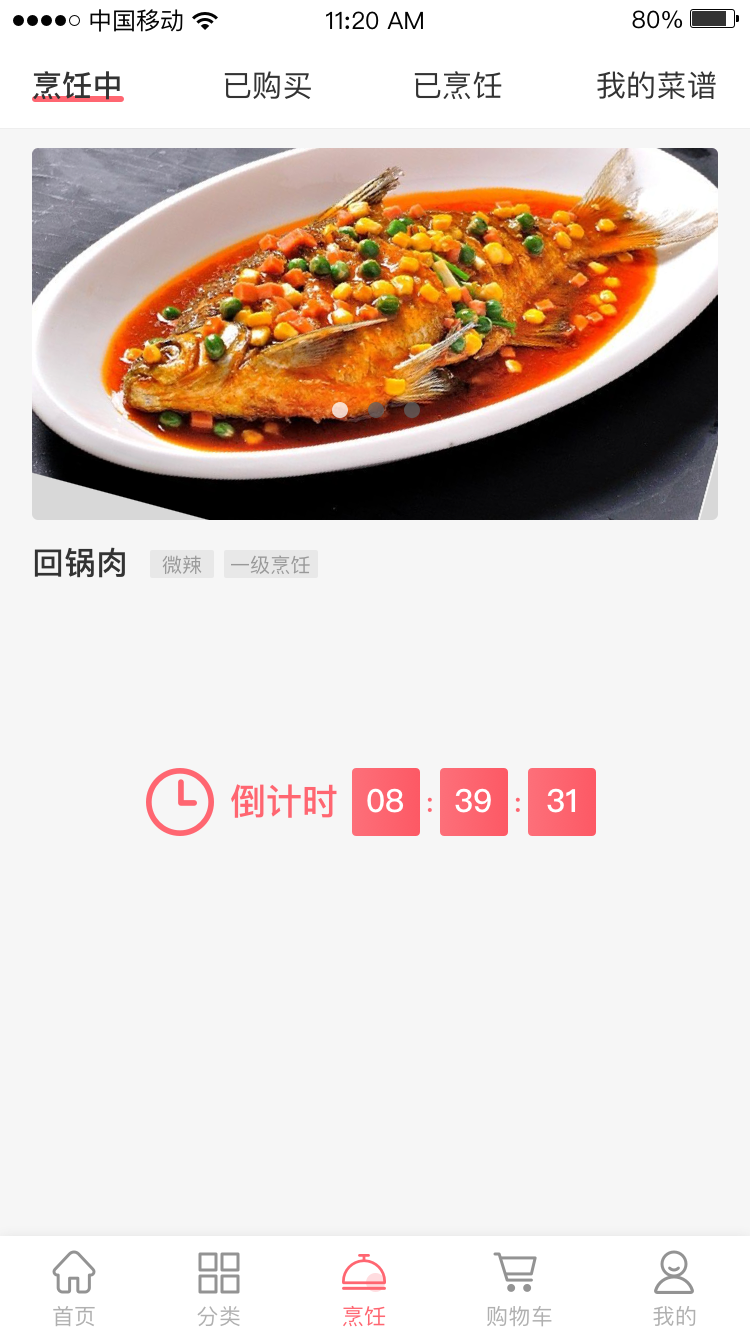 中国移动 11:20 AM 80%
烹饪中 已购买 已烹饪 我的菜谱
回锅肉 微辣 一级烹饪
倒计时 08 : 39 : 31
首页 分类 烹饪 购物车 我的